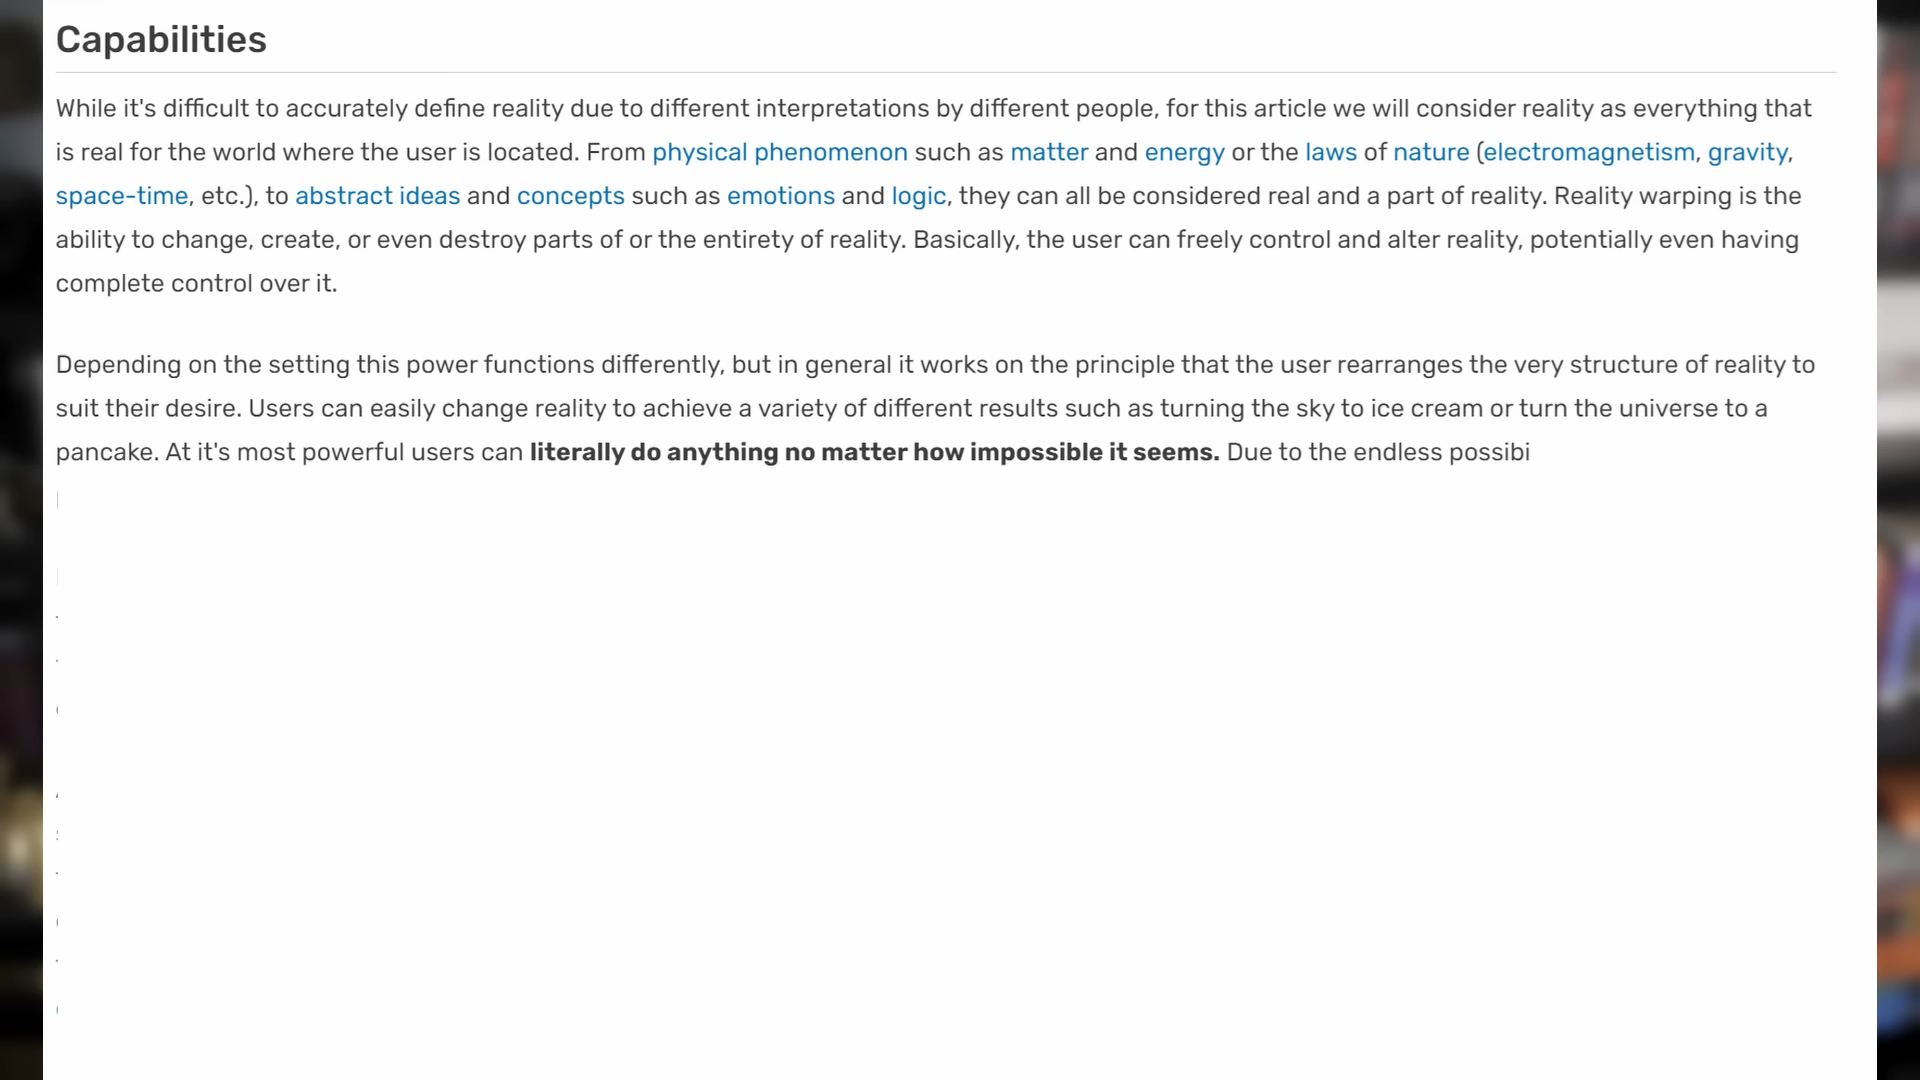 Capabilities
While it's difficult to accurately define reality due to different interpretations by different people, for this article we will consider reality as everything that
is real for the world where the user is located. From physical phenomenon such as matter and energy or the laws of nature (electromagnetism, gravity,
space-time, etc.), to abstract ideas and concepts such as emotions and logic, they can all be considered real and a part of reality. Reality warping is the
ability to change, create, or even destroy parts of or the entirety of reality. Basically, the user can freely control and alter reality, potentially even having
complete control over it.
Depending on the setting this power functions differently, but in general it works on the principle that the user rearranges the very structure of reality to
suit their desire. Users can easily change reality to achieve a variety of different results such as turning the sky to ice cream or turn the universe to a
pancake. At it's most powerful users can literally do anything no matter how impossible it seems. Due to the endless possibi